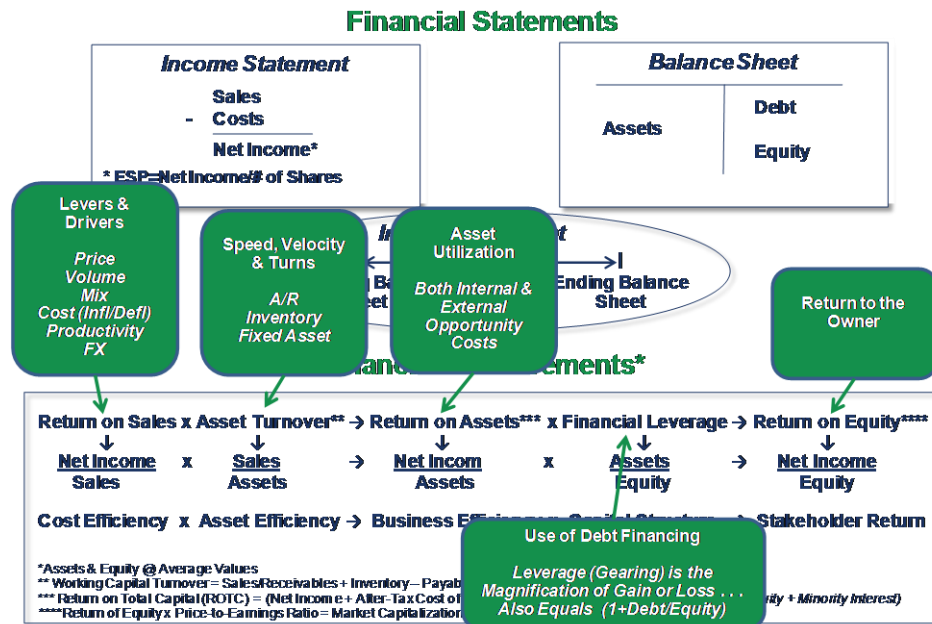 Financial Statements
Income Statement
Sales
- Costs
Net Income*
* ESP=Net Income/# of Shares
Balance Sheet
Assets
Debt
Equity
Levers &
Drivers
Price
Volume
Mix
Cost (Infl/Defl)
Productivity
FX
Speed, Velocity
& Turns
A/R
Inventory
Fixed Asset
Asset
Utilization
Both Internal &
External
Opportunity
Costs
Ending Balance
Sheet
Return to the
Owner
Return on Sales x Asset Turnover** → Return on Assets*** x Financial Leverage → Return on Equity****
↓ ↓ ↓ ↓ ↓
Net Income x Sales → Net Incom x Assets → Net Income
Sales Assets Assets Equity Equity
Cost Efficiency x Asset Efficiency → Business → Stakeholder Return
Use of Debt Financing
Leverage (Gearing) is the
Magnification of Gain or Loss . . .
Also Equals (1+Debt/Equity)
*Assets & Equity @ Average Values
** Working Capital Turnover = Sales/Receivables + Inventory – Payab
*** Return on Total Capital (ROTC) = (Net Income + After-Tax Cost of + Minority Interest)
****Return of Equity x Price-to-Earnings Ratio = Market Capitalization